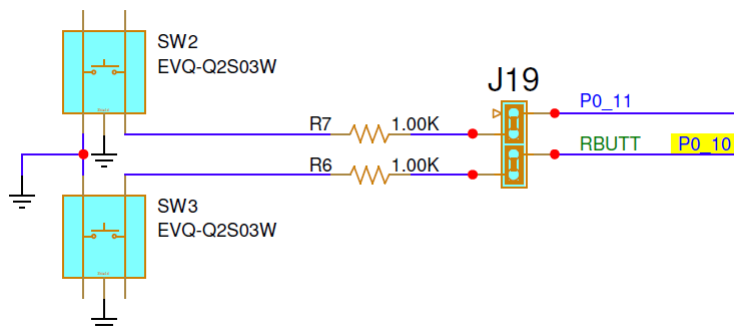 SW2
EVQ-Q2S03W
J19
P0_11
R7 1.00K
RBUTT P0_10
R6 1.00K
SW3
EVQ-Q2S03W